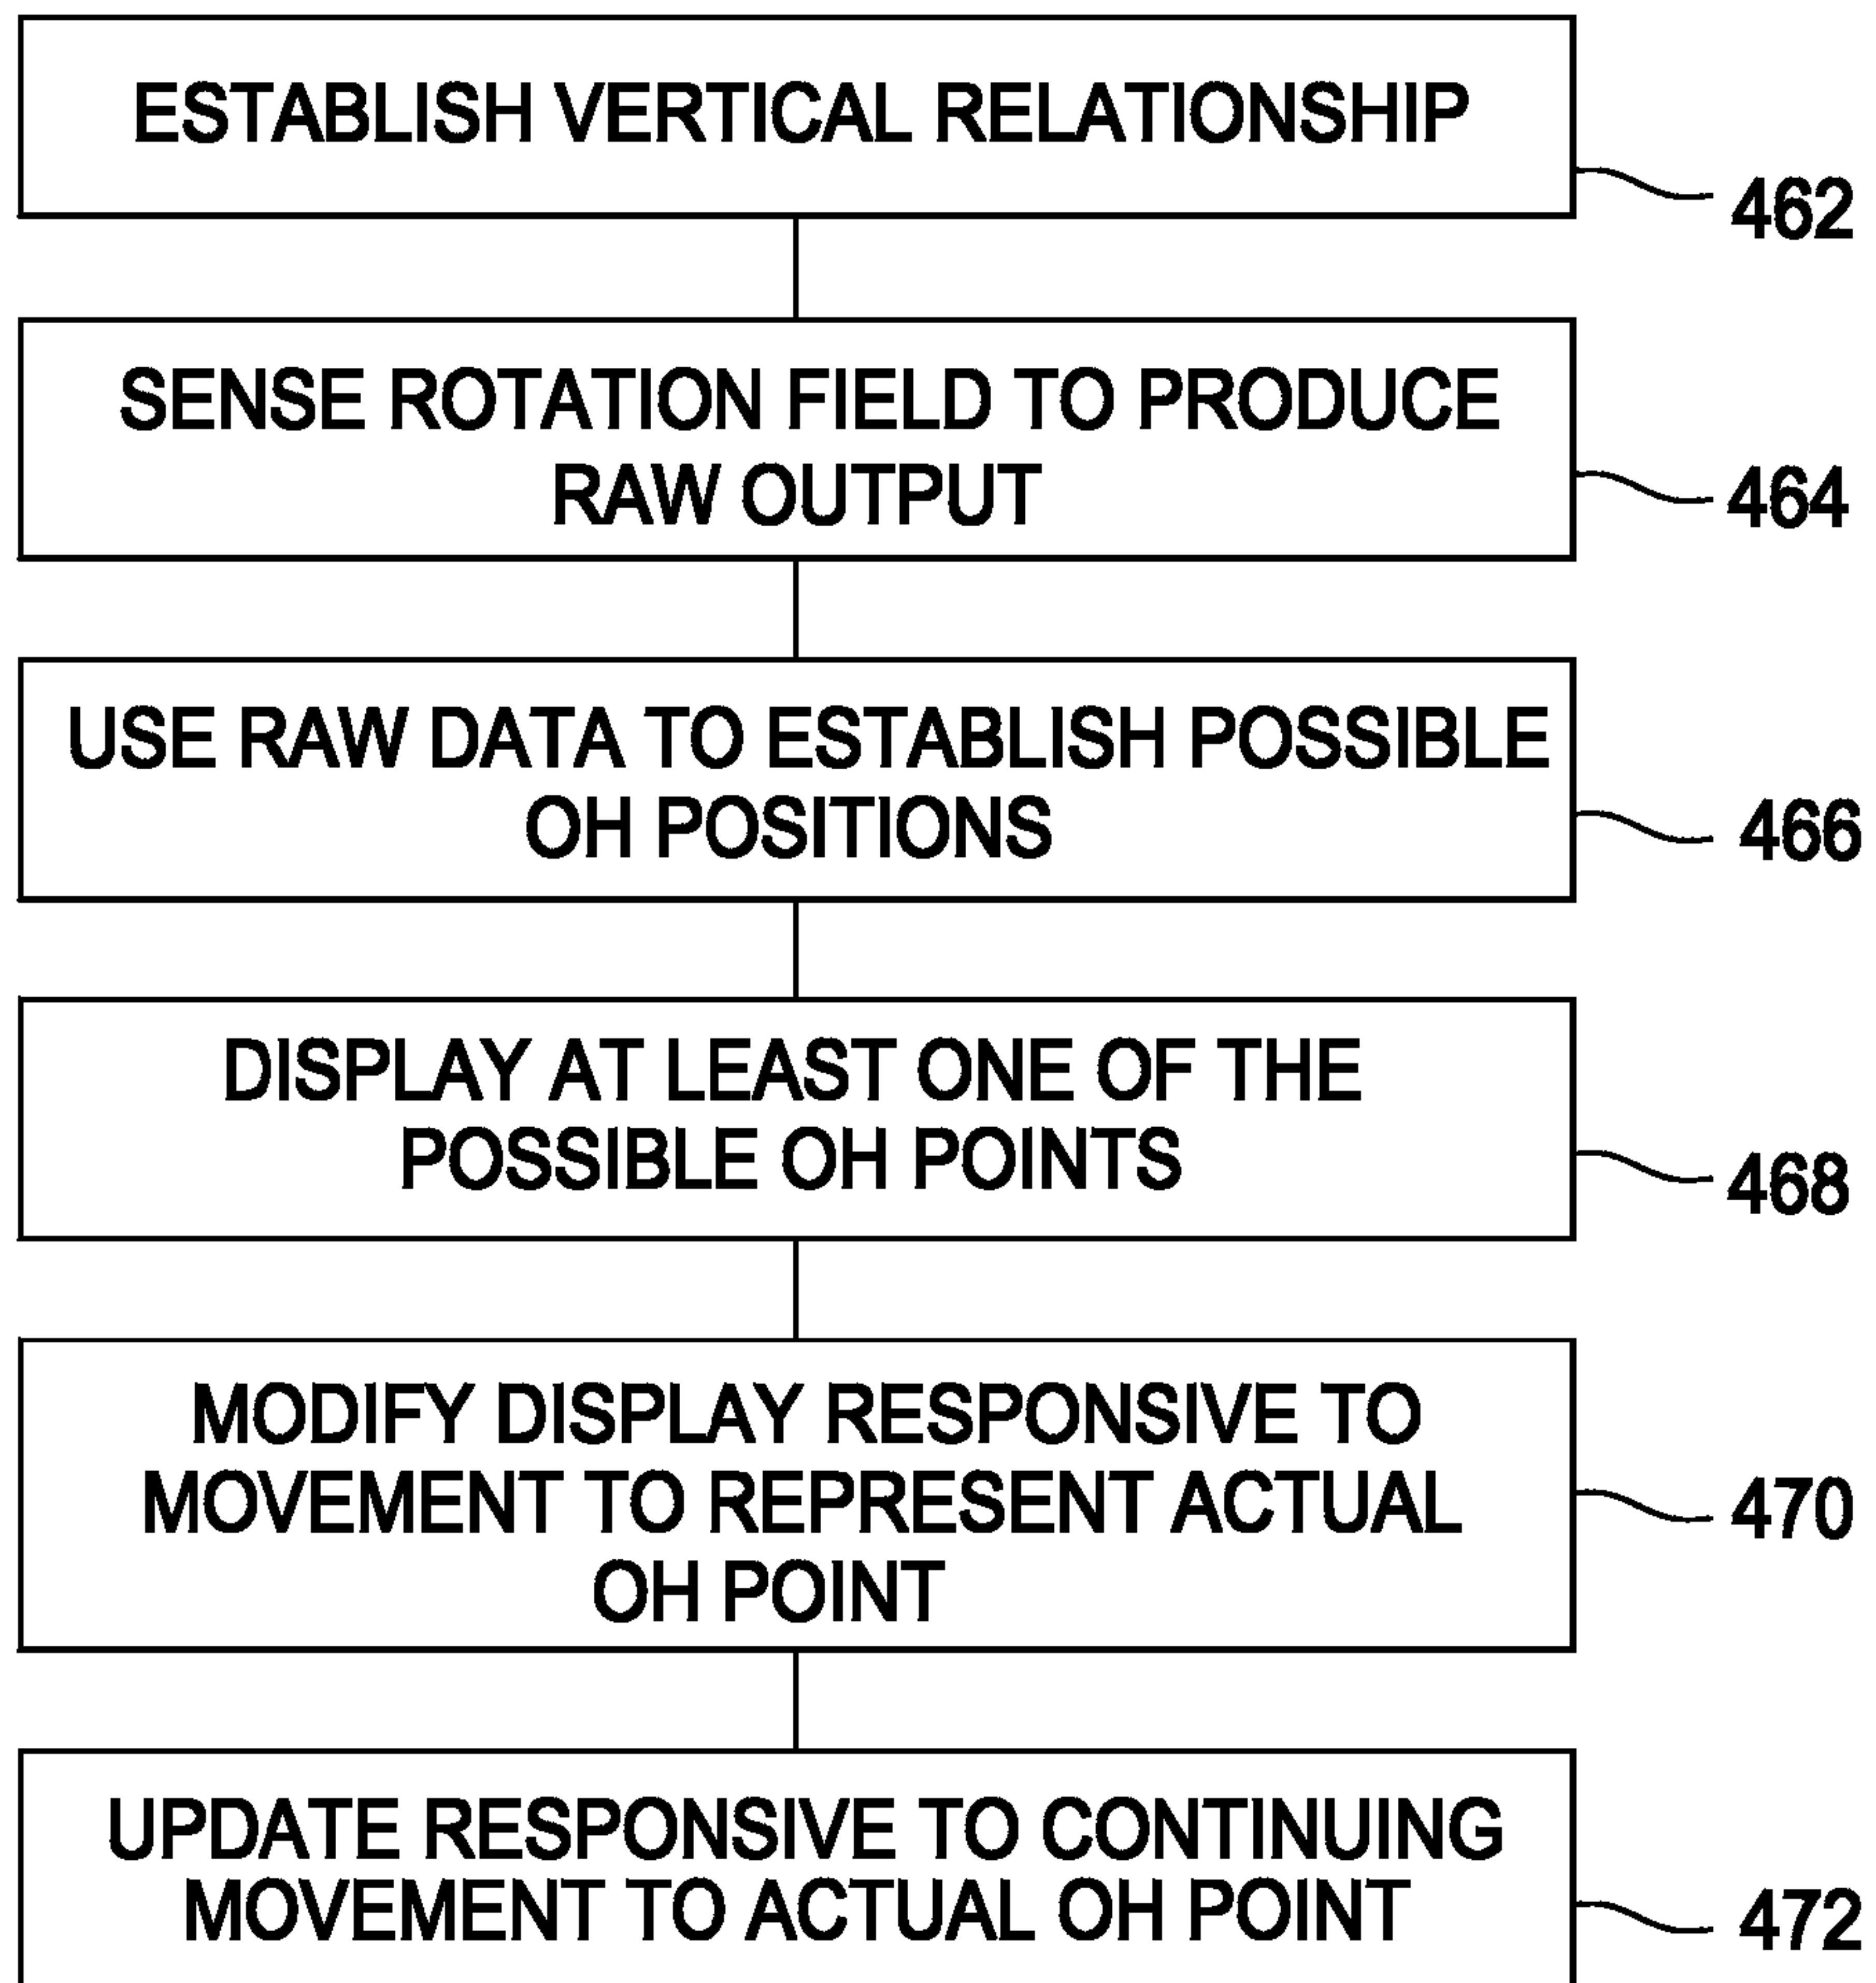 ESTABLISH VERTICAL RELATIONSHIP
462
SENSE ROTATION FIELD TO PRODUCE
RAW OUTPUT
464
USE RAW DATA TO ESTABLISH POSSIBLE
OH POSITIONS
466
DISPLAY AT LEAST ONE OF THE
POSSIBLE OH POINTS
468
MODIFY DISPLAY RESPONSIVE TO
MOVEMENT TO REPRESENT ACTUAL
OH POINT
470
UPDATE RESPONSIVE TO CONTINUING
MOVEMENT TO ACTUAL OH POINT
472